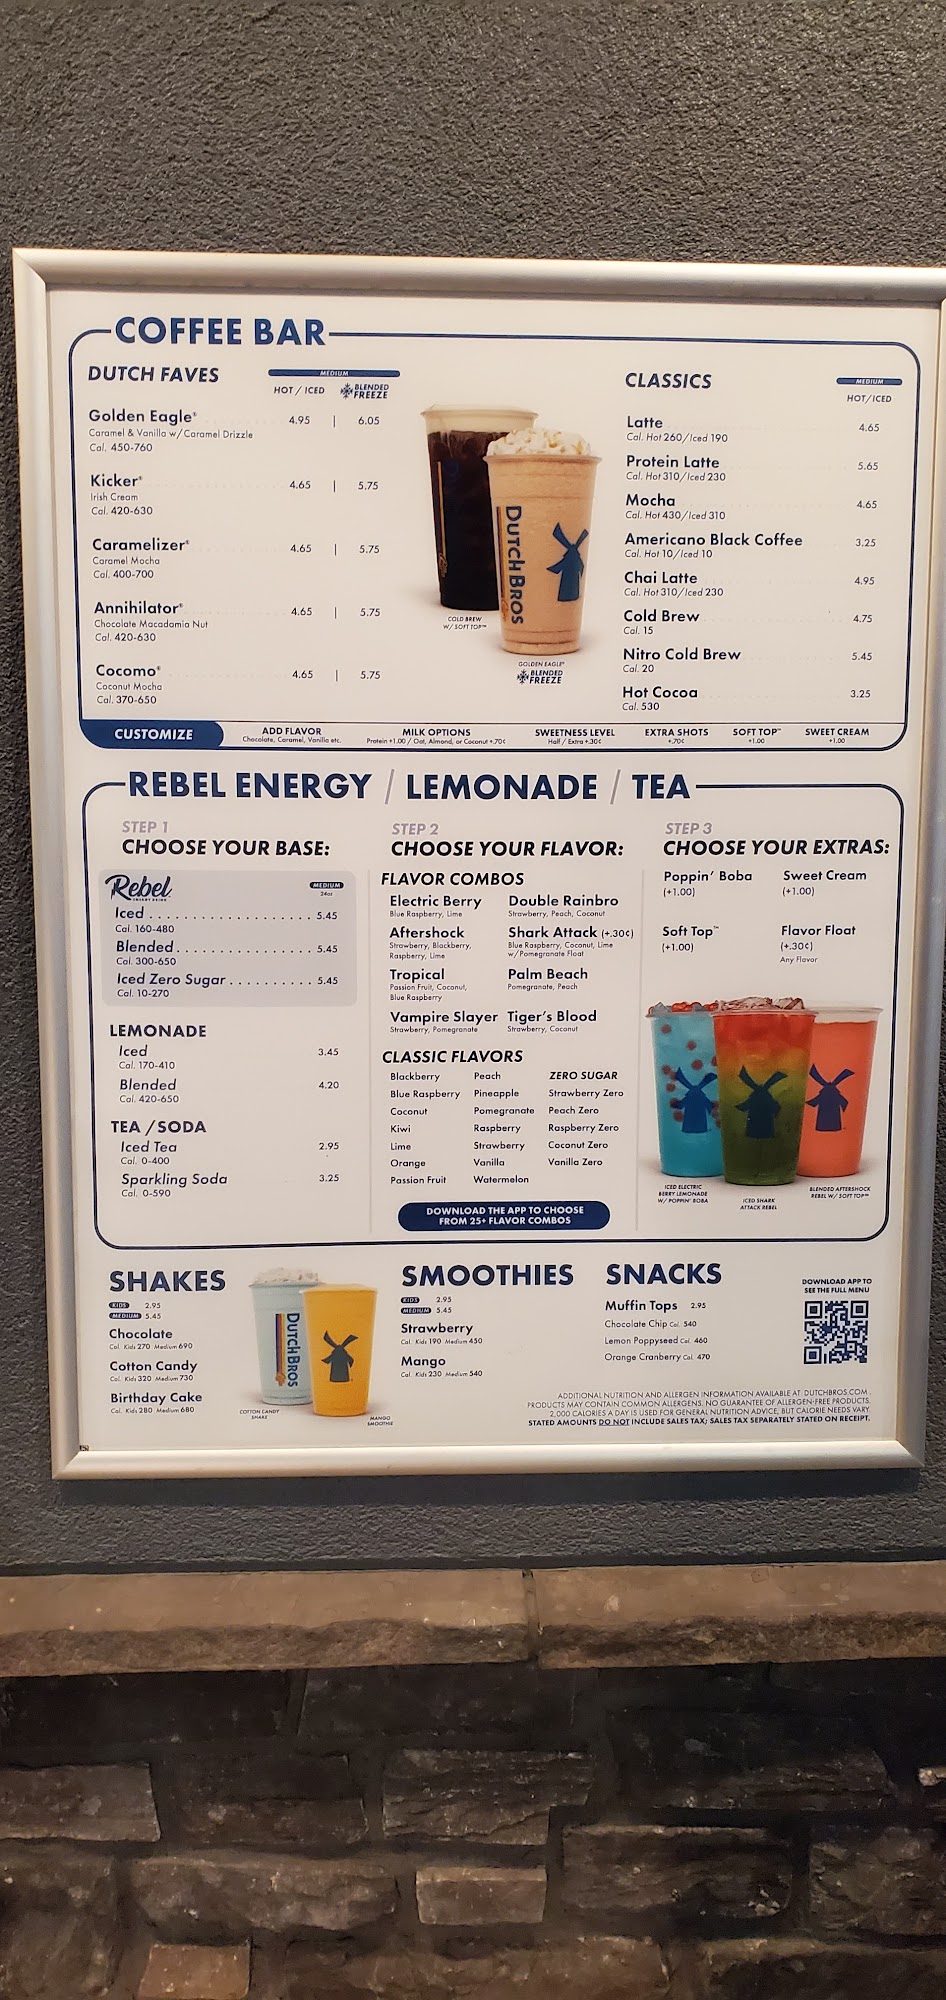 COFFEE BAR
DUTCH FAVES
MEDIUM
HOT / ICED
BLENDED FREEZE
Golden Eagle® 4.95 | 6.05
Caramel & Vanilla w/Caramel Drizzle
Cal. 450-760
Kicker® 4.65 | 5.75
Irish Cream
Cal. 420-630
Caramelizer® 4.65 | 5.75
Caramel Mocha
Cal. 400-700
Annihilator® 4.65 | 5.75
Chocolate Macadamia Nut
Cal. 420-630
Cocomo® 4.65 | 5.75
Coconut Mocha
Cal. 370-650
DUTCH BROS
COLD BREW
W/ SOFT TOP™
GOLDEN EAGLE®
BLENDED
FREEZE
CLASSICS
MEDIUM
HOT/ICED
Latte 4.65
Cal. Hot 260/Iced 190
Protein Latte 5.65
Cal. Hot 310/Iced 230
Mocha 4.65
Cal. Hot 430/Iced 310
Americano Black Coffee 3.25
Cal. Hot 10/Iced 10
Chai Latte 4.95
Cal. Hot 310/Iced 230
Cold Brew 4.75
Cal. 15
Nitro Cold Brew 5.45
Cal. 20
Hot Cocoa 3.25
Cal. 530
CUSTOMIZE
ADD FLAVOR
Chocolate, Caramel, Vanilla etc.
MILK OPTIONS
Protein +1.00 / Oat, Almond, or Coconut +.70¢
SWEETNESS LEVEL
Half / Extra +.30¢
EXTRA SHOTS
+.70¢
SOFT TOP™
+1.00
SWEET CREAM
+1.00
REBEL ENERGY / LEMONADE / TEA
STEP 1
CHOOSE YOUR BASE:
Rebel
ENERGY DRINK
MEDIUM
24oz
Iced . . . . . . . . . . . . . . . . . . . 5.45
Cal. 160-480
Blended . . . . . . . . . . . . . . . . 5.45
Cal. 300-650
Iced Zero Sugar . . . . . . . . . . 5.45
Cal. 10-270
LEMONADE
Iced 3.45
Cal. 170-410
Blended 4.20
Cal. 420-650
TEA /SODA
Iced Tea 2.95
Cal. 0-400
Sparkling Soda 3.25
Cal. 0-590
STEP 2
CHOOSE YOUR FLAVOR:
FLAVOR COMBOS
Electric Berry
Blue Raspberry, Lime
Double Rainbro
Strawberry, Peach, Coconut
Aftershock
Strawberry, Blackberry,
Raspberry, Lime
Shark Attack (+.30¢)
Blue Raspberry, Coconut, Lime
w/Pomegranate Float
Tropical
Passion Fruit, Coconut,
Blue Raspberry
Palm Beach
Pomegranate, Peach
Vampire Slayer
Strawberry, Pomegranate
Tiger's Blood
Strawberry, Coconut
CLASSIC FLAVORS
Blackberry
Blue Raspberry
Coconut
Kiwi
Lime
Orange
Passion Fruit
Peach
Pineapple
Pomegranate
Raspberry
Strawberry
Vanilla
Watermelon
ZERO SUGAR
Strawberry Zero
Peach Zero
Raspberry Zero
Coconut Zero
Vanilla Zero
DOWNLOAD THE APP TO CHOOSE
FROM 25+ FLAVOR COMBOS
STEP 3
CHOOSE YOUR EXTRAS:
Poppin' Boba
(+1.00)
Sweet Cream
(+1.00)
Soft Top™
(+1.00)
Flavor Float
(+.30¢)
Any Flavor
ICED ELECTRIC
BERRY LEMONADE
W/ POPPIN' BOBA
ICED SHARK
ATTACK REBEL
BLENDED AFTERSHOCK
REBEL W/ SOFT TOP™
SHAKES
KIDS 2.95
MEDIUM 5.45
Chocolate
Cal. Kids 270 Medium 690
Cotton Candy
Cal. Kids 320 Medium 730
Birthday Cake
Cal. Kids 280 Medium 680
DUTCH BROS
COTTON CANDY
SHAKE
MANGO
SMOOTHIE
SMOOTHIES
KIDS 2.95
MEDIUM 5.45
Strawberry
Cal. Kids 190 Medium 450
Mango
Cal. Kids 230 Medium 540
SNACKS
Muffin Tops 2.95
Chocolate Chip Cal. 540
Lemon Poppyseed Cal. 460
Orange Cranberry Cal. 470
DOWNLOAD APP TO
SEE THE FULL MENU
ADDITIONAL NUTRITION AND ALLERGEN INFORMATION AVAILABLE AT DUTCHBROS.COM.
PRODUCTS MAY CONTAIN COMMON ALLERGENS. NO GUARANTEE OF ALLERGEN-FREE PRODUCTS.
2,000 CALORIES A DAY IS USED FOR GENERAL NUTRITION ADVICE, BUT CALORIE NEEDS VARY.
STATED AMOUNTS DO NOT INCLUDE SALES TAX; SALES TAX SEPARATELY STATED ON RECEIPT.